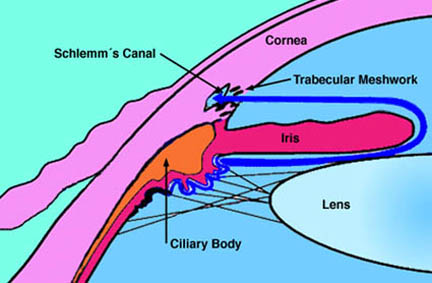 Cornea
Schlemm´s Canal
Trabecular Meshwork
Iris
Lens
Ciliary Body